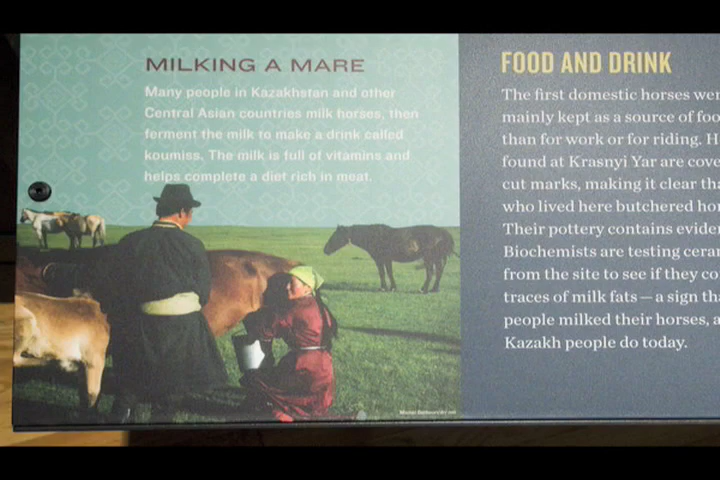 MILKING A MARE
Many people in Kazakhstan and other
Central Asian countries milk horses, then
ferment the milk to make a drink called
koumiss. The milk is full of vitamins and
helps complete a diet rich in meat.
FOOD AND DRINK
The first domestic horses wer
mainly kept as a source of foo
than for work or for riding. H
found at Krasnyi Yar are cove
cut marks, making it clear tha
who lived here butchered hor
Their pottery contains eviden
Biochemists are testing ceram
from the site to see if they co
traces of milk fats — a sign tha
people milked their horses, a
Kazakh people do today.